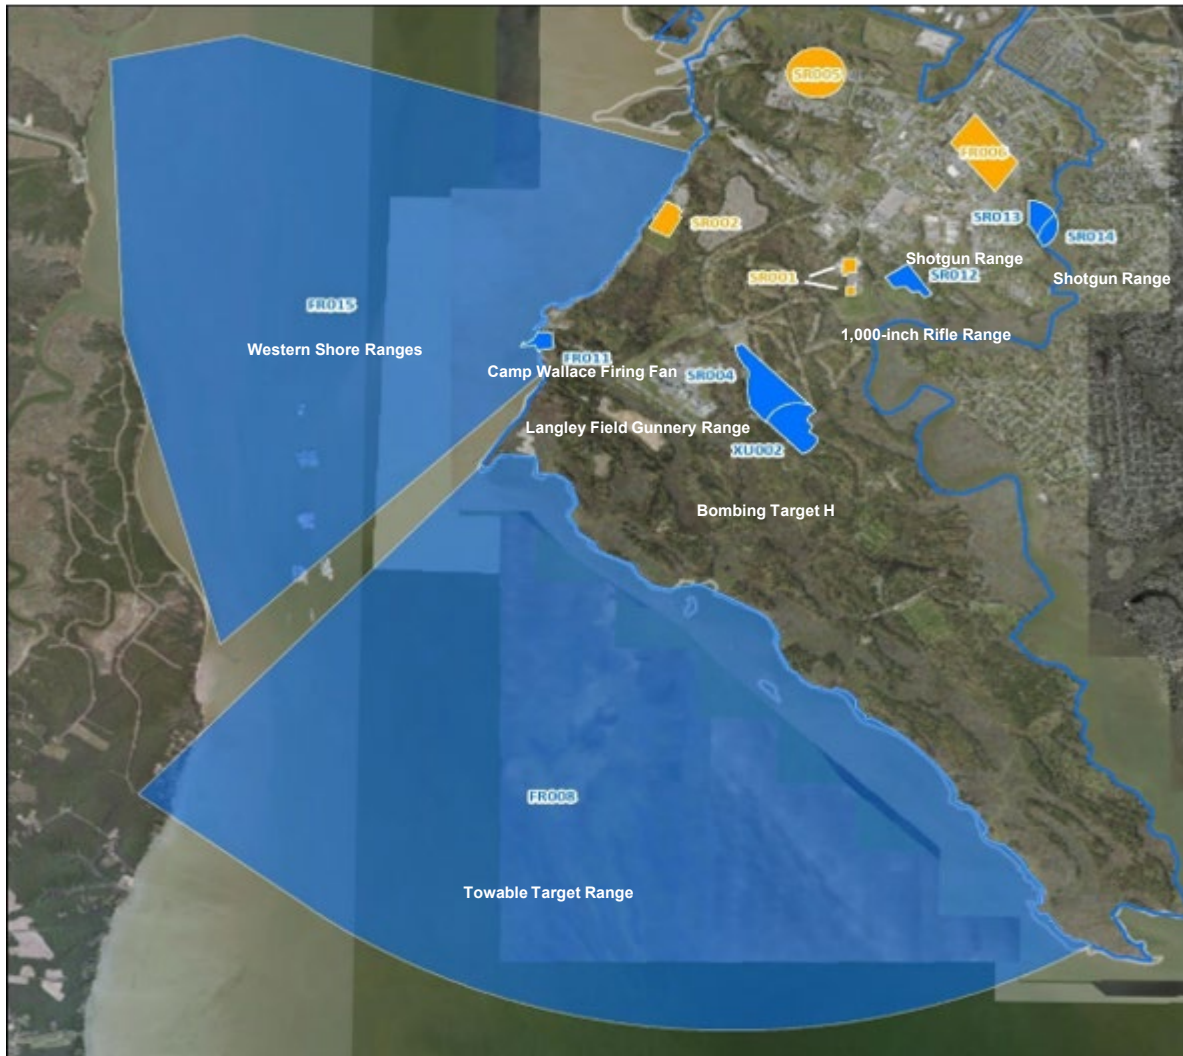 SR005
FR006
SR002
SR013
SR014
Shotgun Range
SR001
SR012
Shotgun Range
FR015
1,000-inch Rifle Range
Western Shore Ranges
FR011
Camp Wallace Firing Fan
SR004
Langley Field Gunnery Range
XU002
Bombing Target H
FR008
Towable Target Range